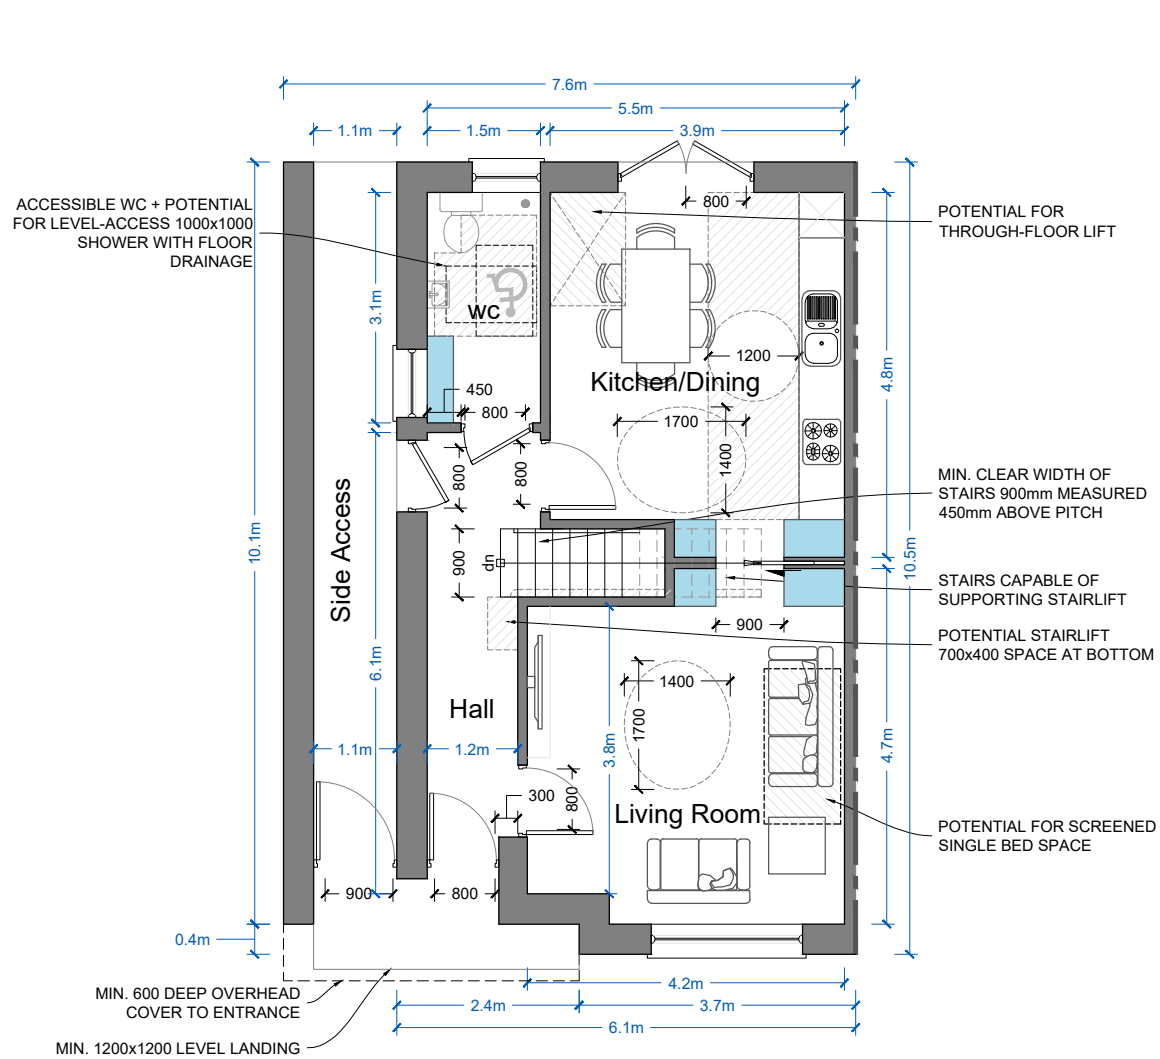 7.6m
5.5m
1.1m
1.5m
3.9m
ACCESSIBLE WC + POTENTIAL
FOR LEVEL-ACCESS 1000x1000
SHOWER WITH FLOOR
DRAINAGE
800
POTENTIAL FOR
THROUGH-FLOOR LIFT
3.1m
WC
1200
4.8m
Kitchen/Dining
450
800
1700
1400
800
800
MIN. CLEAR WIDTH OF
STAIRS 900mm MEASURED
450mm ABOVE PITCH
10.1m
Side Access
900
dn
10.5m
STAIRS CAPABLE OF
SUPPORTING STAIRLIFT
900
POTENTIAL STAIRLIFT
700x400 SPACE AT BOTTOM
6.1m
1400
1700
Hall
1.1m
1.2m
3.8m
4.7m
300
800
Living Room
POTENTIAL FOR SCREENED
SINGLE BED SPACE
900
800
0.4m
4.2m
MIN. 600 DEEP OVERHEAD
COVER TO ENTRANCE
2.4m
3.7m
6.1m
MIN. 1200x1200 LEVEL LANDING